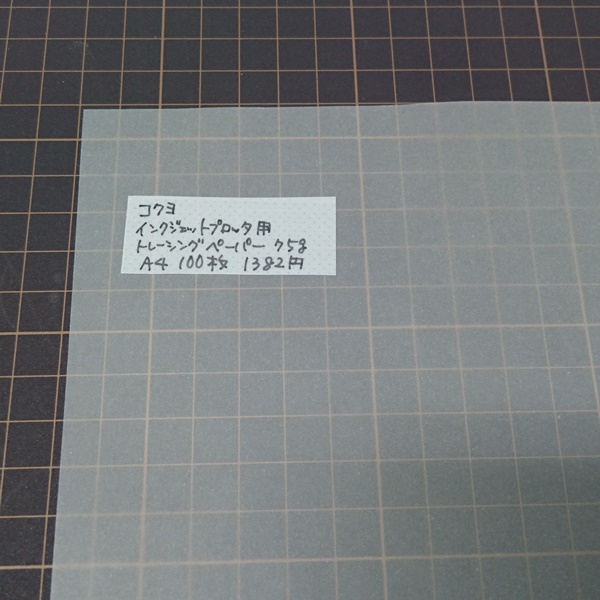 コクヨ
インクジェットプロッタ用
トレーシングペーパー 75g
A4 100枚 1382円